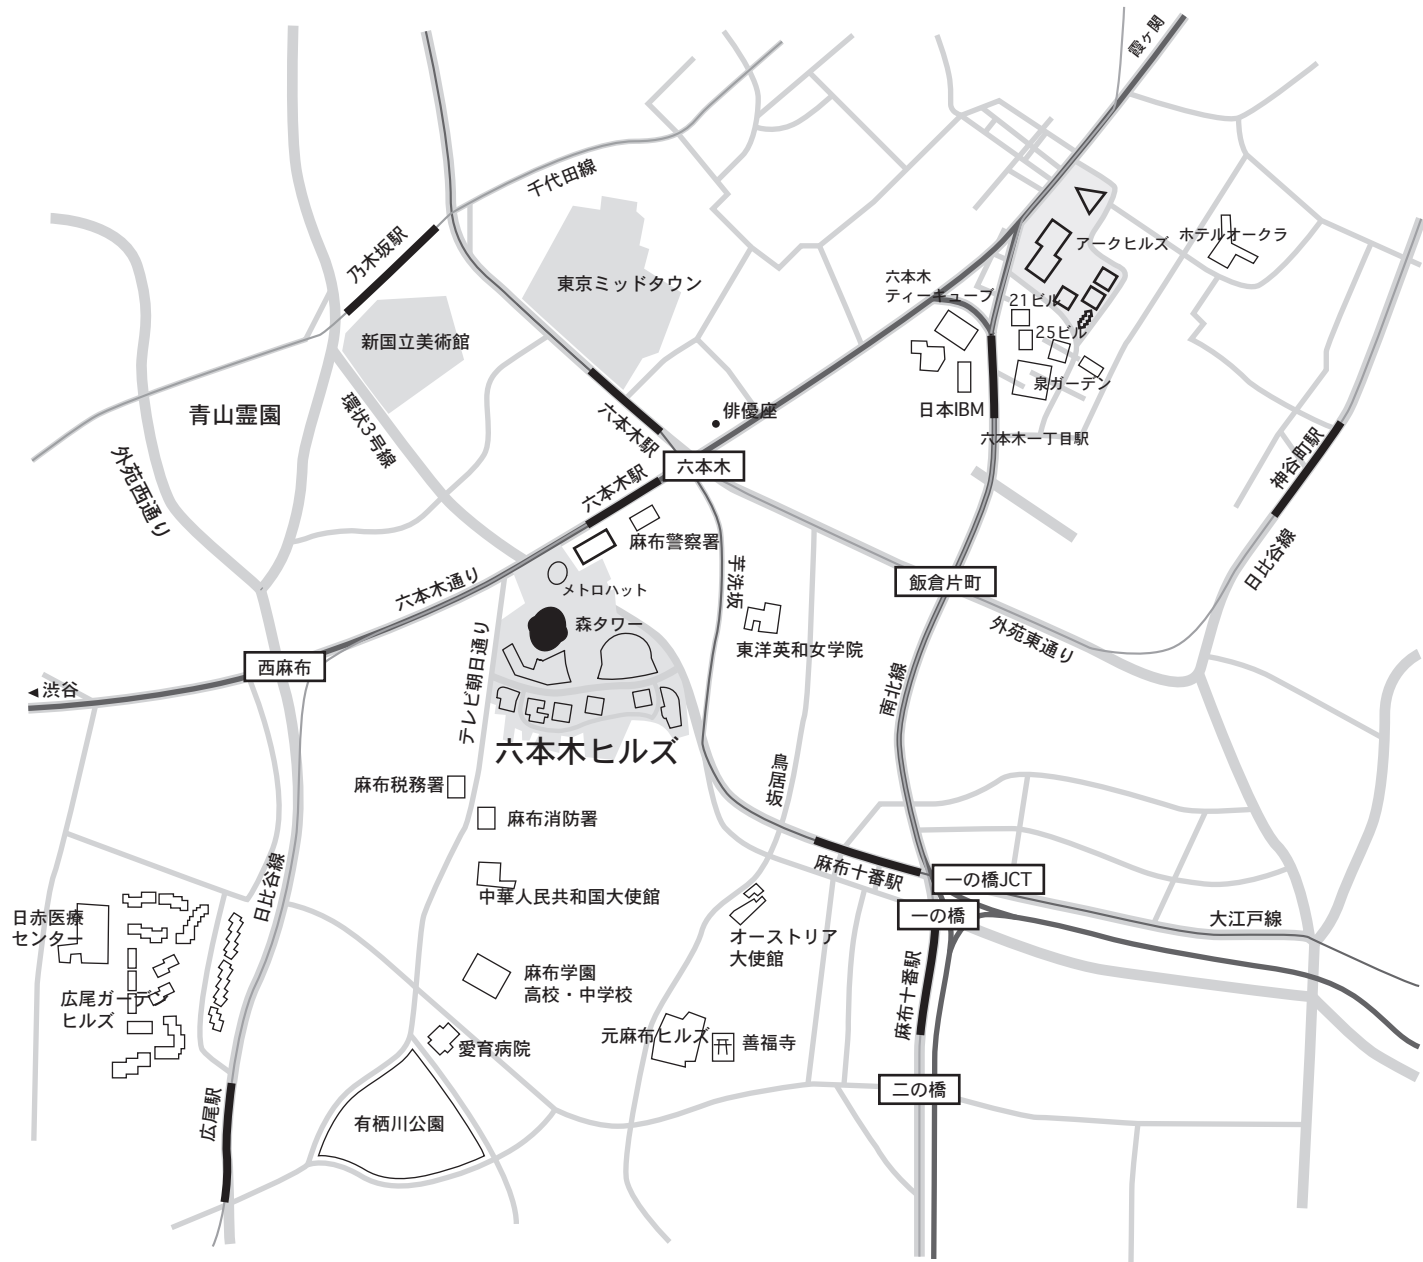 霞ヶ関
千代田線
乃木坂駅
アークヒルズ
ホテルオークラ
東京ミッドタウン
六本木
ティーキューブ
21ビル
25ビル
新国立美術館
泉ガーデン
青山霊園
環状3号線
俳優座
日本IBM
六本木一丁目駅
六本木駅
六本木
神谷町駅
外苑西通り
六本木駅
麻布警察署
日比谷線
芋洗坂
飯倉片町
六本木通り
メトロハット
森タワー
東洋英和女学院
外苑東通り
西麻布
テレビ朝日通り
南北線
渋谷
六本木ヒルズ
鳥居坂
麻布税務署
麻布消防署
麻布十番駅
一の橋JCT
日比谷線
中華人民共和国大使館
一の橋
大江戸線
日赤医療
センター
オーストリア
大使館
麻布学園
高校・中学校
麻布十番駅
広尾ガーデン
ヒルズ
元麻布ヒルズ
善福寺
愛育病院
二の橋
広尾駅
有栖川公園